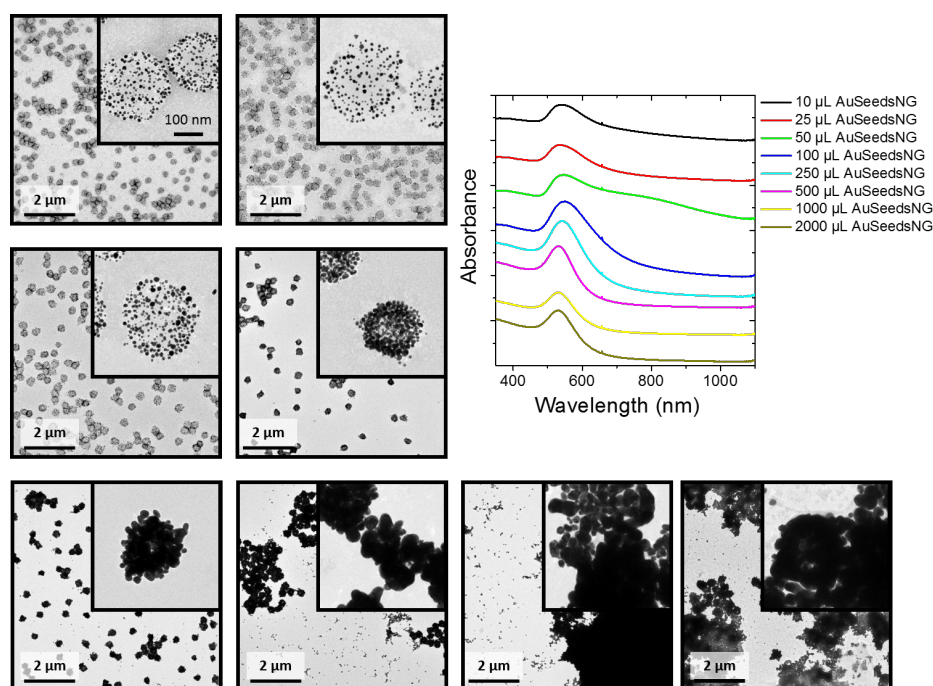 100 nm
2 µm
2 µm
10 µL AuSeedsNG
25 µL AuSeedsNG
50 µL AuSeedsNG
100 µL AuSeedsNG
250 µL AuSeedsNG
500 µL AuSeedsNG
1000 µL AuSeedsNG
2000 µL AuSeedsNG
Absorbance
400 600 800 1000
Wavelength (nm)
2 µm
2 µm
2 µm
2 µm
2 µm
2 µm